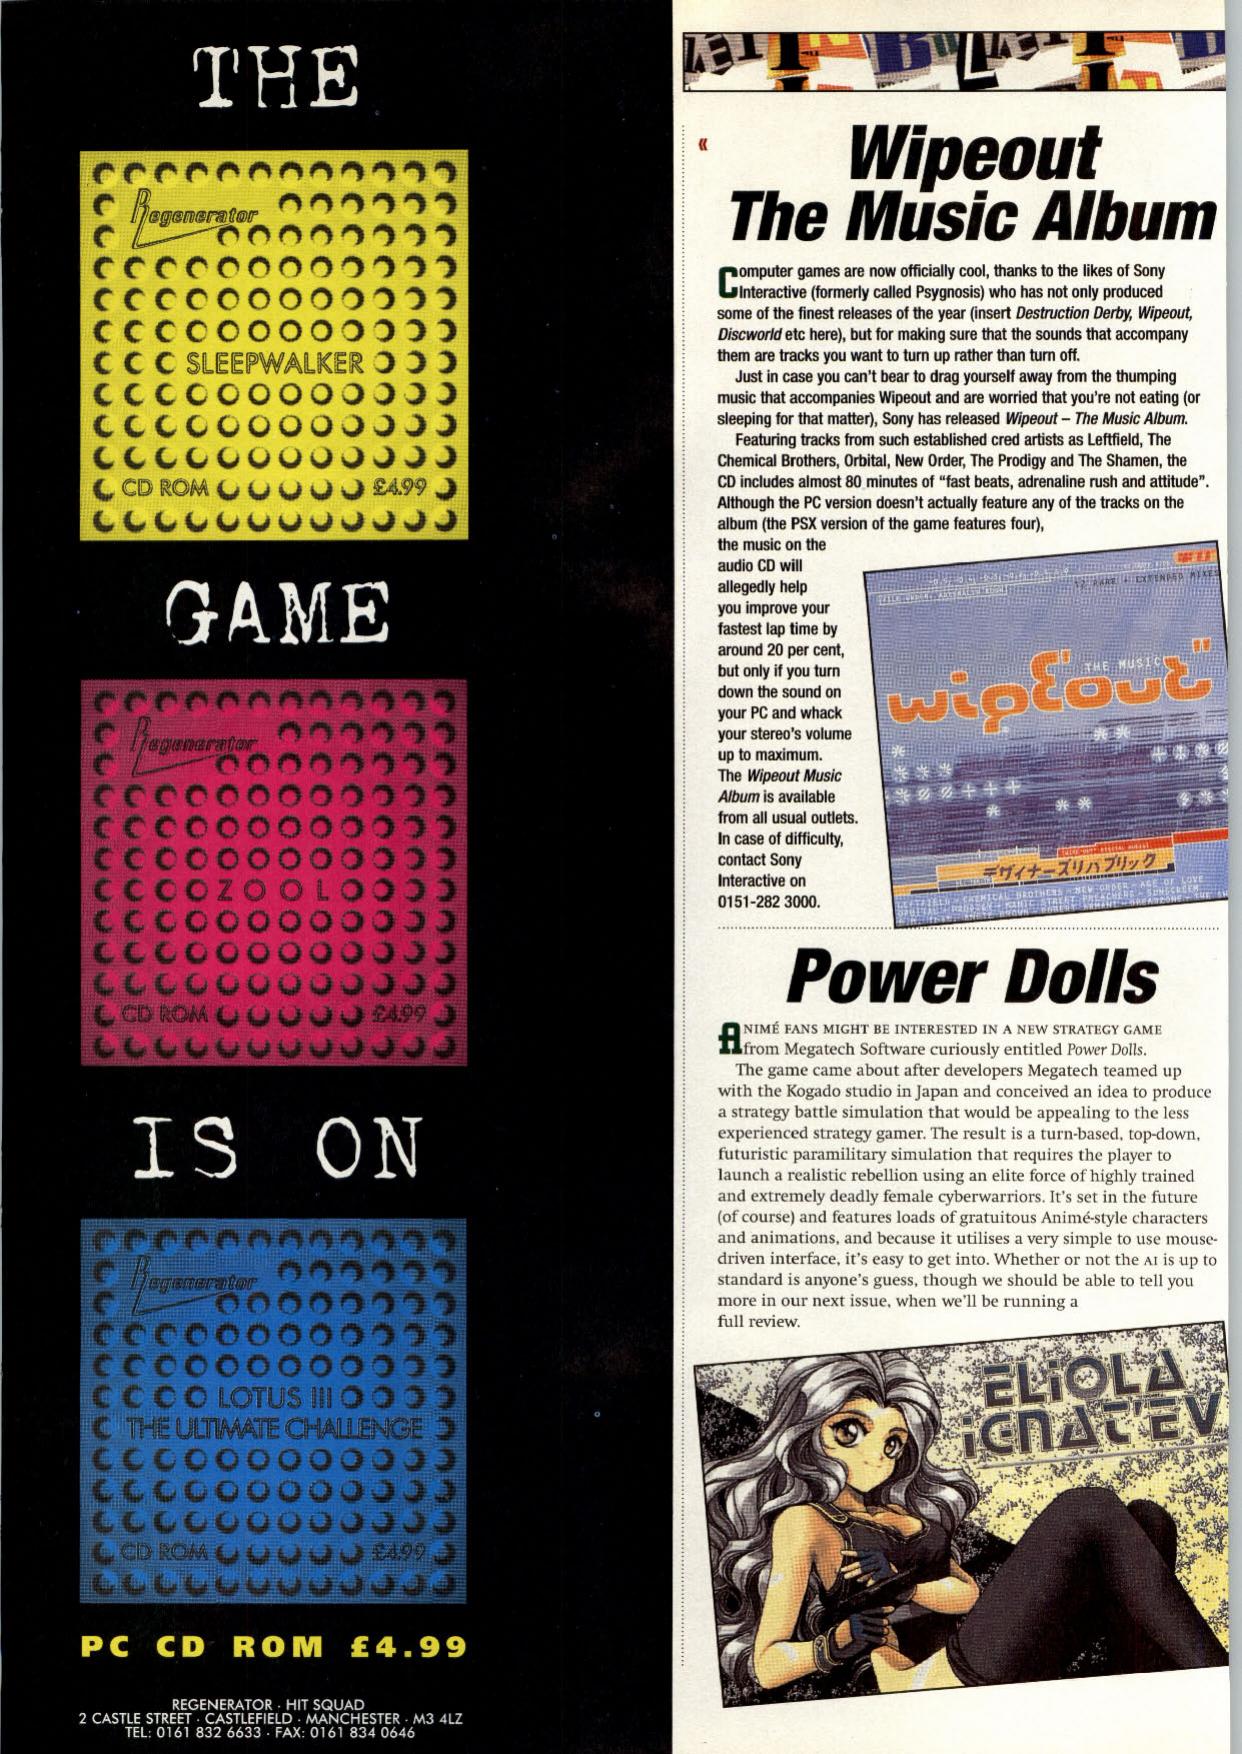 THE
Regenerator
SLEEPWALKER
CD ROM £4.99
GAME
Regenerator
ZOOL
CD ROM £4.99
IS ON
Regenerator
LOTUS III
THE ULTIMATE CHALLENGE
CD ROM £4.99
PC CD ROM £4.99
REGENERATOR · HIT SQUAD
2 CASTLE STREET · CASTLEFIELD · MANCHESTER · M3 4LZ
TEL: 0161 832 6633 · FAX: 0161 834 0646
«
Wipeout
The Music Album
Computer games are now officially cool, thanks to the likes of Sony
Interactive (formerly called Psygnosis) who has not only produced
some of the finest releases of the year (insert Destruction Derby, Wipeout,
Discworld etc here), but for making sure that the sounds that accompany
them are tracks you want to turn up rather than turn off.
Just in case you can't bear to drag yourself away from the thumping
music that accompanies Wipeout and are worried that you're not eating (or
sleeping for that matter), Sony has released Wipeout – The Music Album.
Featuring tracks from such established cred artists as Leftfield, The
Chemical Brothers, Orbital, New Order, The Prodigy and The Shamen, the
CD includes almost 80 minutes of “fast beats, adrenaline rush and attitude”.
Although the PC version doesn't actually feature any of the tracks on the
album (the PSX version of the game features four),
the music on the
audio CD will
allegedly help
you improve your
fastest lap time by
around 20 per cent,
but only if you turn
down the sound on
your PC and whack
your stereo's volume
up to maximum.
The Wipeout Music
Album is available
from all usual outlets.
In case of difficulty,
contact Sony
Interactive on
0151-282 3000.
12 RARE + EXTENDED MIXES
THE MUSIC
wip3out"
デザイナーズリパブリック
CHEMICAL BROTHERS - NEW ORDER - AGE OF LOVE
MANIC STREET PREACHERS - SUNSCREEM
Power Dolls
ANIMÉ FANS MIGHT BE INTERESTED IN A NEW STRATEGY GAME
from Megatech Software curiously entitled Power Dolls.
The game came about after developers Megatech teamed up
with the Kogado studio in Japan and conceived an idea to produce
a strategy battle simulation that would be appealing to the less
experienced strategy gamer. The result is a turn-based, top-down,
futuristic paramilitary simulation that requires the player to
launch a realistic rebellion using an elite force of highly trained
and extremely deadly female cyberwarriors. It's set in the future
(of course) and features loads of gratuitous Animé-style characters
and animations, and because it utilises a very simple to use mouse-
driven interface, it's easy to get into. Whether or not the AI is up to
standard is anyone's guess, though we should be able to tell you
more in our next issue, when we'll be running a
full review.
ELIOLA
IGNAT'EV